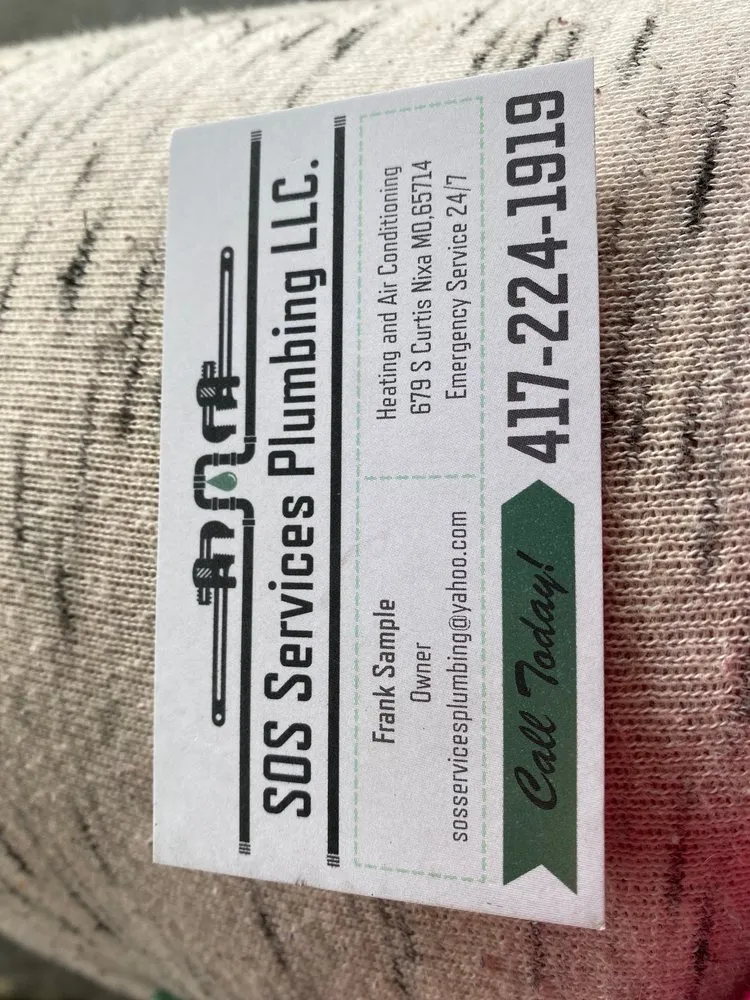 SOS Services Plumbing LLC.
Frank Sample
Owner
sosservicesplumbing@yahoo.com
Heating and Air Conditioning
679 S Curtis Nixa MO,65714
Emergency Service 24/7
Call Today!
417-224-1919